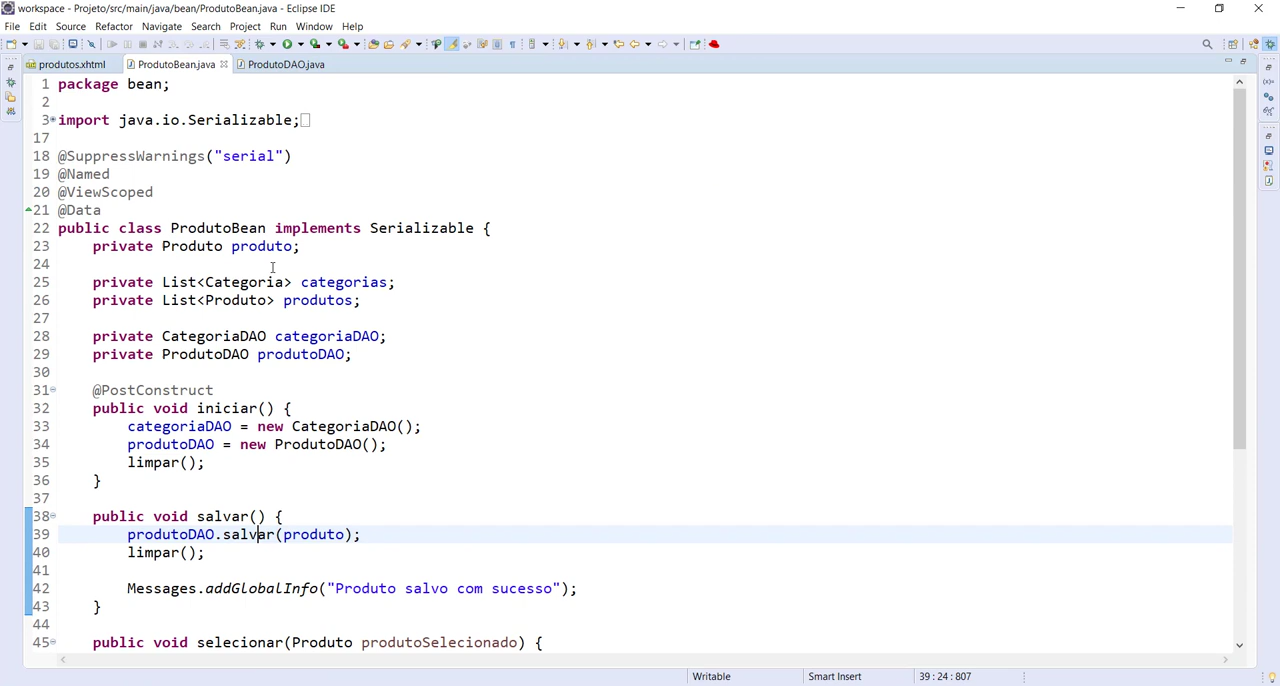 workspace - Projeto/src/main/java/bean/ProdutoBean.java - Eclipse IDE
File Edit Source Refactor Navigate Search Project Run Window Help
produtos.xhtml ProdutoBean.java ProdutoDAO.java
1 package bean;
2
3 import java.io.Serializable;
17
18 @SuppressWarnings("serial")
19 @Named
20 @ViewScoped
21 @Data
22 public class ProdutoBean implements Serializable {
23 private Produto produto;
24
25 private List<Categoria> categorias;
26 private List<Produto> produtos;
27
28 private CategoriaDAO categoriaDAO;
29 private ProdutoDAO produtoDAO;
30
31 @PostConstruct
32 public void iniciar() {
33 categoriaDAO = new CategoriaDAO();
34 produtoDAO = new ProdutoDAO();
35 limpar();
36 }
37
38 public void salvar() {
39 produtoDAO.salvar(produto);
40 limpar();
41
42 Messages.addGlobalInfo("Produto salvo com sucesso");
43 }
44
45 public void selecionar(Produto produtoSelecionado) {
Writable Smart Insert 39 : 24 : 807